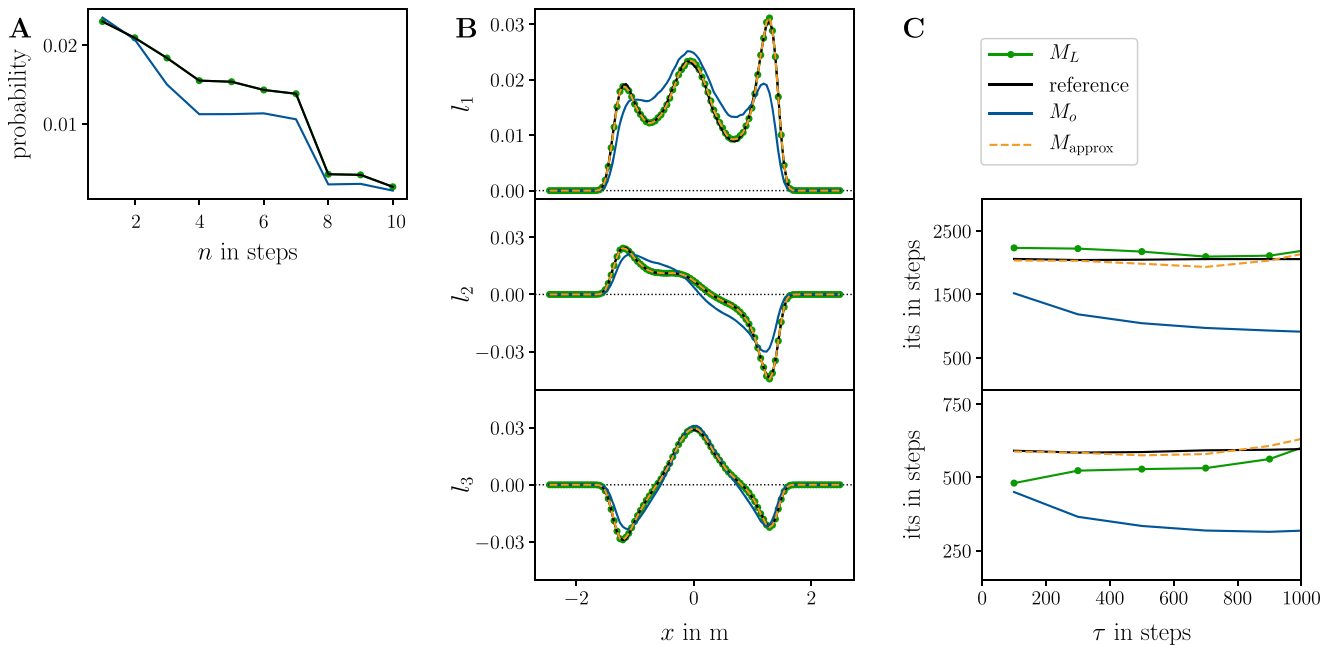 A
probability
0.02
0.01
2 4 6 8 10
n in steps
B
l₁
0.03
0.02
0.01
0.00
l₂
0.03
0.00
−0.03
l₃
0.03
0.00
−0.03
−2 0 2
x in m
C
M_L
reference
M_o
M_approx
its in steps
2500
1500
500
its in steps
750
500
250
0 200 400 600 800 1000
τ in steps